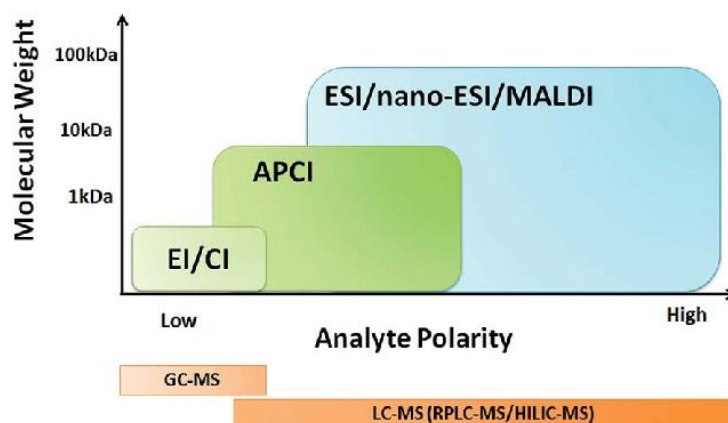 Molecular Weight
100kDa
10kDa
1kDa
ESI/nano-ESI/MALDI
APCI
EI/CI
Low
High
Analyte Polarity
GC-MS
LC-MS (RPLC-MS/HILIC-MS)